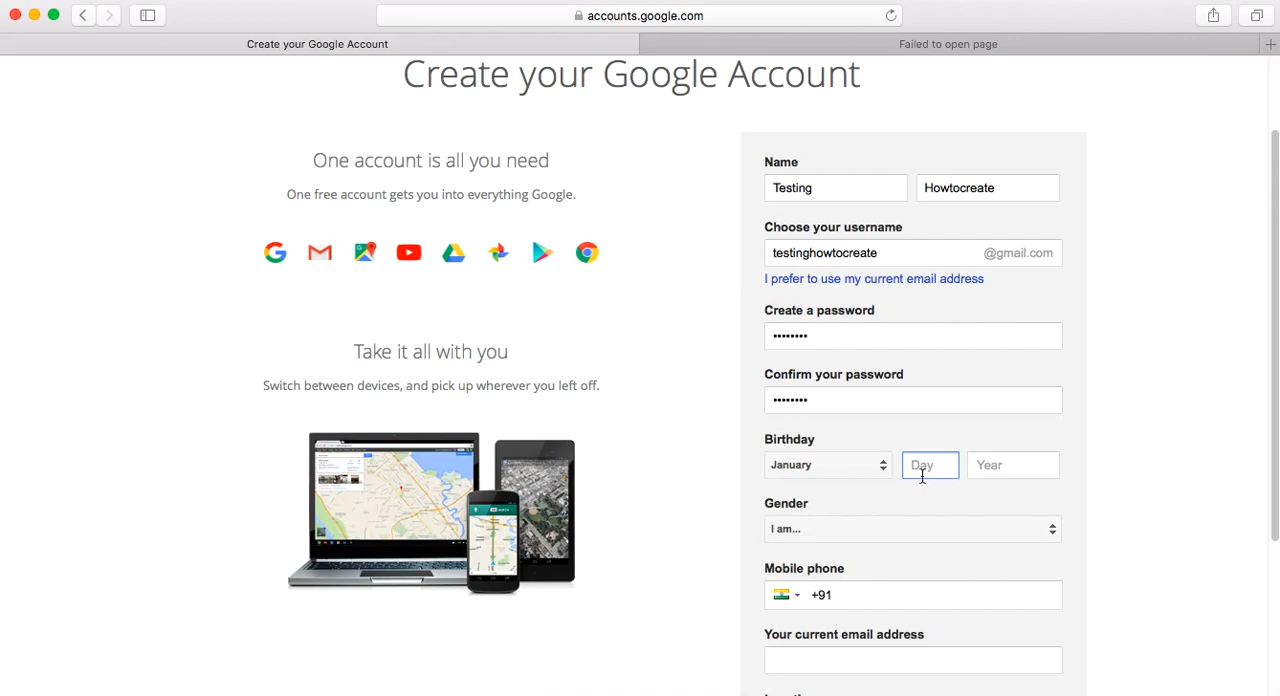 accounts.google.com
Create your Google Account
Failed to open page
Create your Google Account
One account is all you need
One free account gets you into everything Google.
Take it all with you
Switch between devices, and pick up wherever you left off.
Name
Testing Howtocreate
Choose your username
testinghowtocreate @gmail.com
I prefer to use my current email address
Create a password
••••••••
Confirm your password
••••••••
Birthday
January Day Year
Gender
I am...
Mobile phone
+91
Your current email address